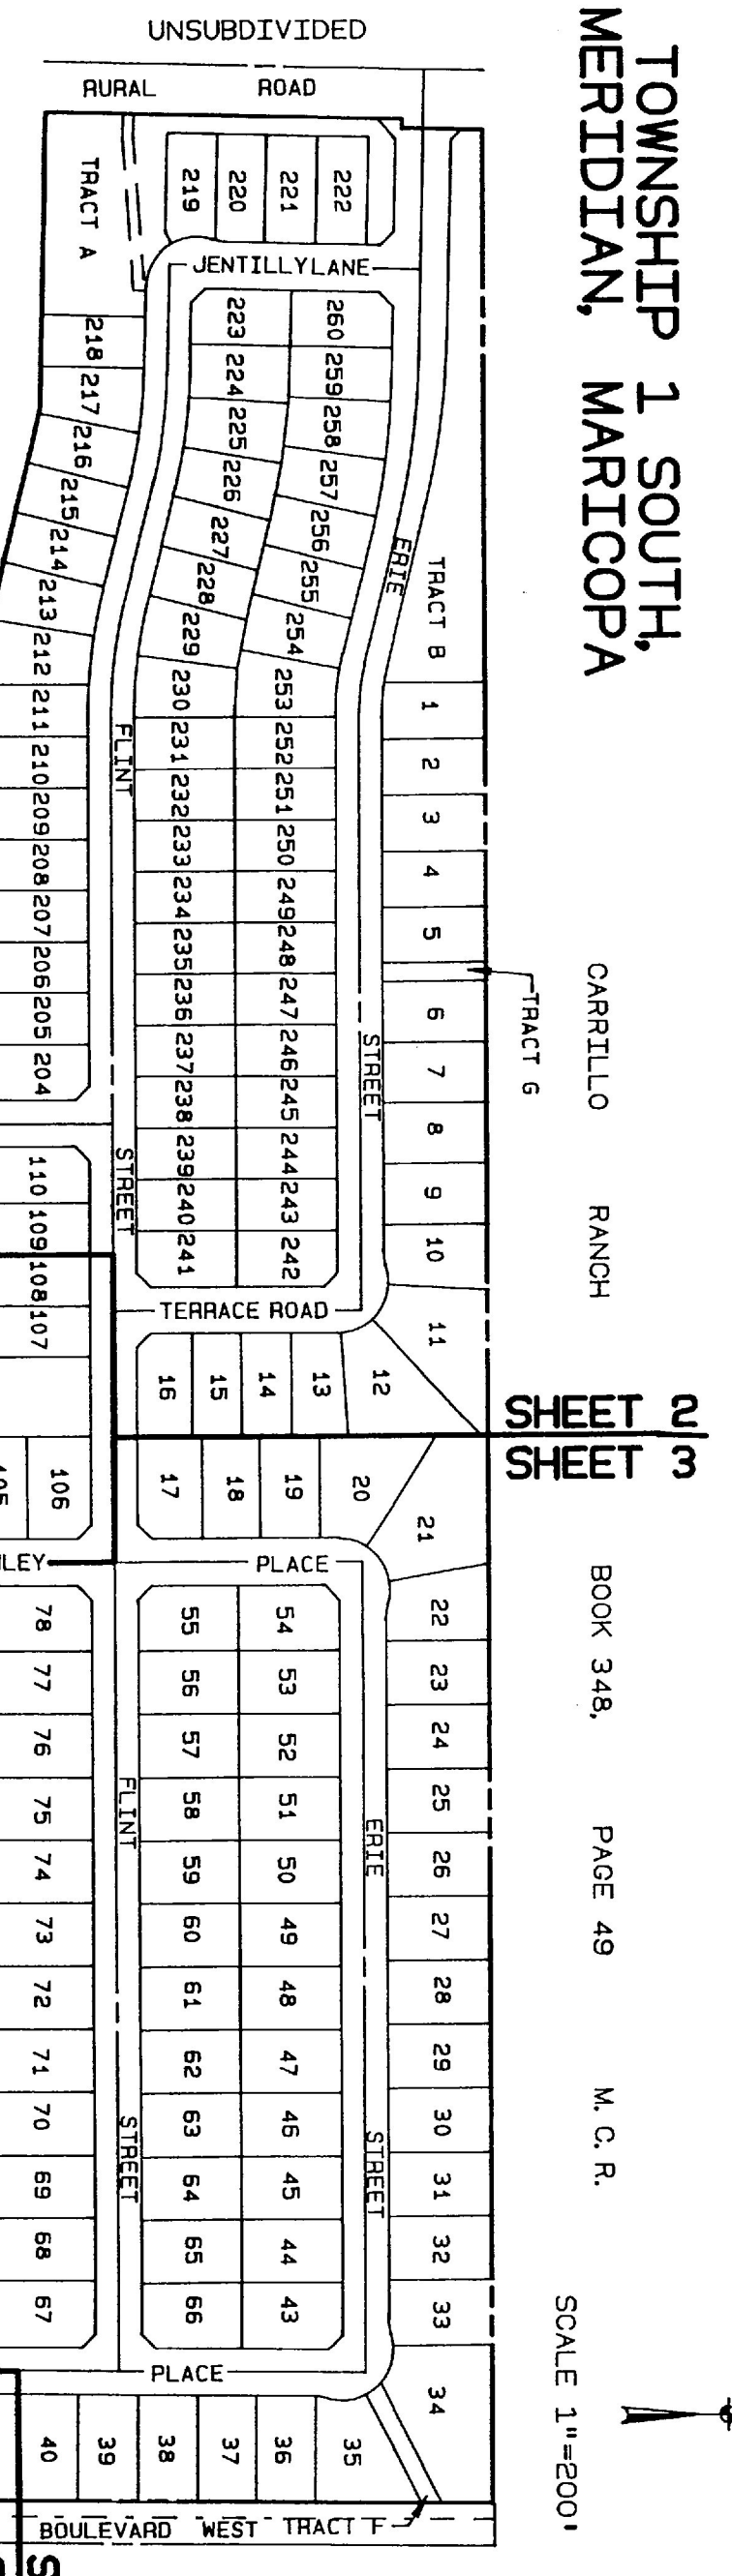 TOWNSHIP 1 SOUTH,
MERIDIAN, MARICOPA
CARRILLO RANCH
BOOK 348, PAGE 49 M. C. R.
SCALE 1"=200'
SHEET 2
SHEET 3
UNSUBDIVIDED
RURAL ROAD
TRACT G
TRACT B
1 2 3 4 5 6 7 8 9 10 11
12 13 14 15 16
17 18 19 20
21 22 23 24 25 26 27 28 29 30 31 32 33 34
ERIE STREET
ERIE STREET
222 221 220 219
JENTILLY LANE
260 259 258 257 256 255 254 253 252 251 250 249 248 247 246 245 244 243 242
223 224 225 226 227 228 229 230 231 232 233 234 235 236 237 238 239 240 241
TERRACE ROAD
PLACE
54 53 52 51 50 49 48 47 46 45 44 43
55 56 57 58 59 60 61 62 63 64 65 66
FLINT STREET
FLINT STREET
TRACT A
218 217 216 215 214 213 212 211 210 209 208 207 206 205 204
110 109 108 107
106
105
LEY
78 77 76 75 74 73 72 71 70 69 68 67
PLACE
35 36 37 38 39 40
BOULEVARD WEST TRACT F
S